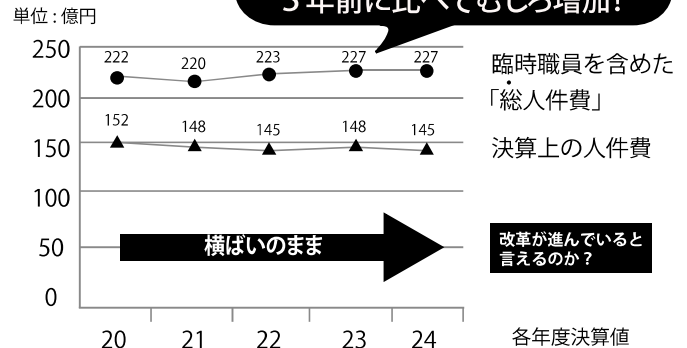 5年前に比べてむしろ増加！
単位：億円
250
222 220 223 227 227
臨時職員を含めた
「総人件費」
200
152 148 145 148 145
決算上の人件費
150
100
横ばいのまま
改革が進んでいると
言えるのか？
50
0
20 21 22 23 24
各年度決算値